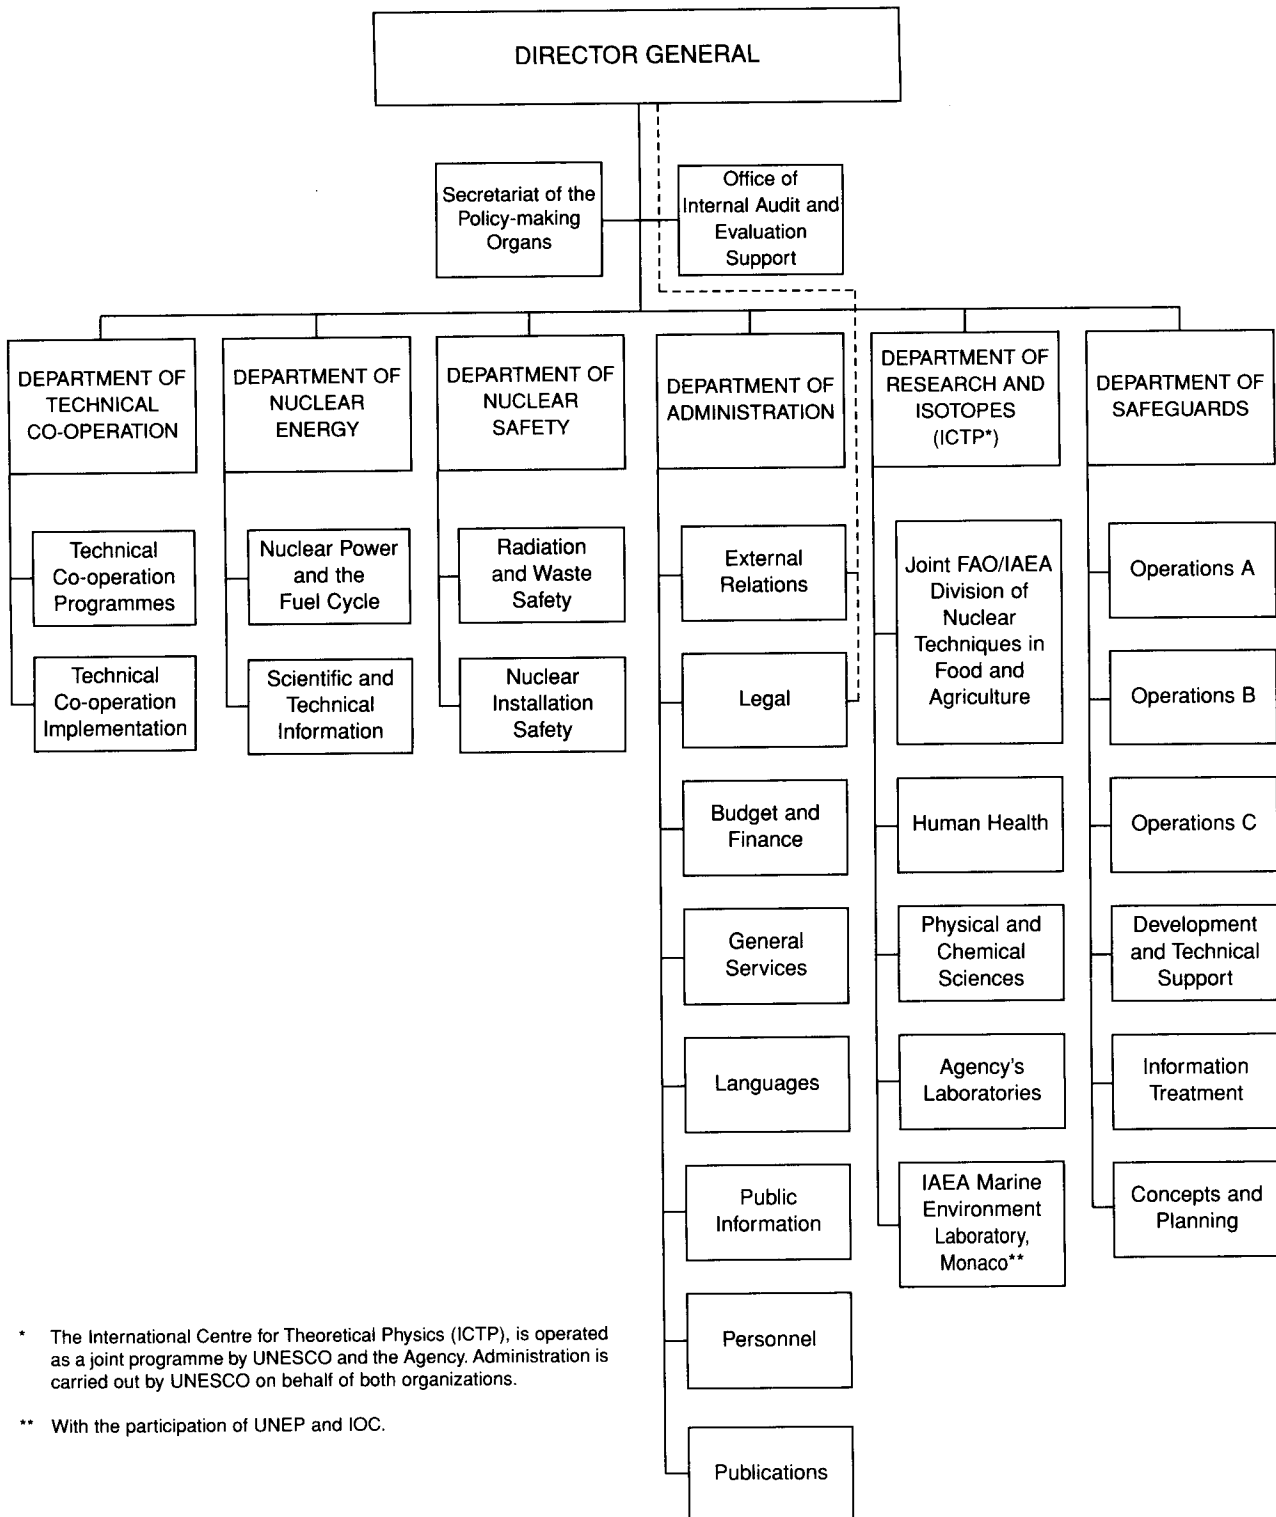 DIRECTOR GENERAL
Secretariat of the
Policy-making
Organs
Office of
Internal Audit and
Evaluation
Support
DEPARTMENT OF
TECHNICAL
CO-OPERATION
DEPARTMENT OF
NUCLEAR
ENERGY
DEPARTMENT OF
NUCLEAR
SAFETY
DEPARTMENT OF
ADMINISTRATION
DEPARTMENT OF
RESEARCH AND
ISOTOPES
(ICTP*)
DEPARTMENT OF
SAFEGUARDS
Technical
Co-operation
Programmes
Technical
Co-operation
Implementation
Nuclear Power
and the
Fuel Cycle
Scientific and
Technical
Information
Radiation
and Waste
Safety
Nuclear
Installation
Safety
External
Relations
Legal
Budget and
Finance
General
Services
Languages
Public
Information
Personnel
Publications
Joint FAO/IAEA
Division of
Nuclear
Techniques in
Food and
Agriculture
Human Health
Physical and
Chemical
Sciences
Agency's
Laboratories
IAEA Marine
Environment
Laboratory,
Monaco**
Operations A
Operations B
Operations C
Development
and Technical
Support
Information
Treatment
Concepts and
Planning
* The International Centre for Theoretical Physics (ICTP), is operated
as a joint programme by UNESCO and the Agency. Administration is
carried out by UNESCO on behalf of both organizations.
** With the participation of UNEP and IOC.